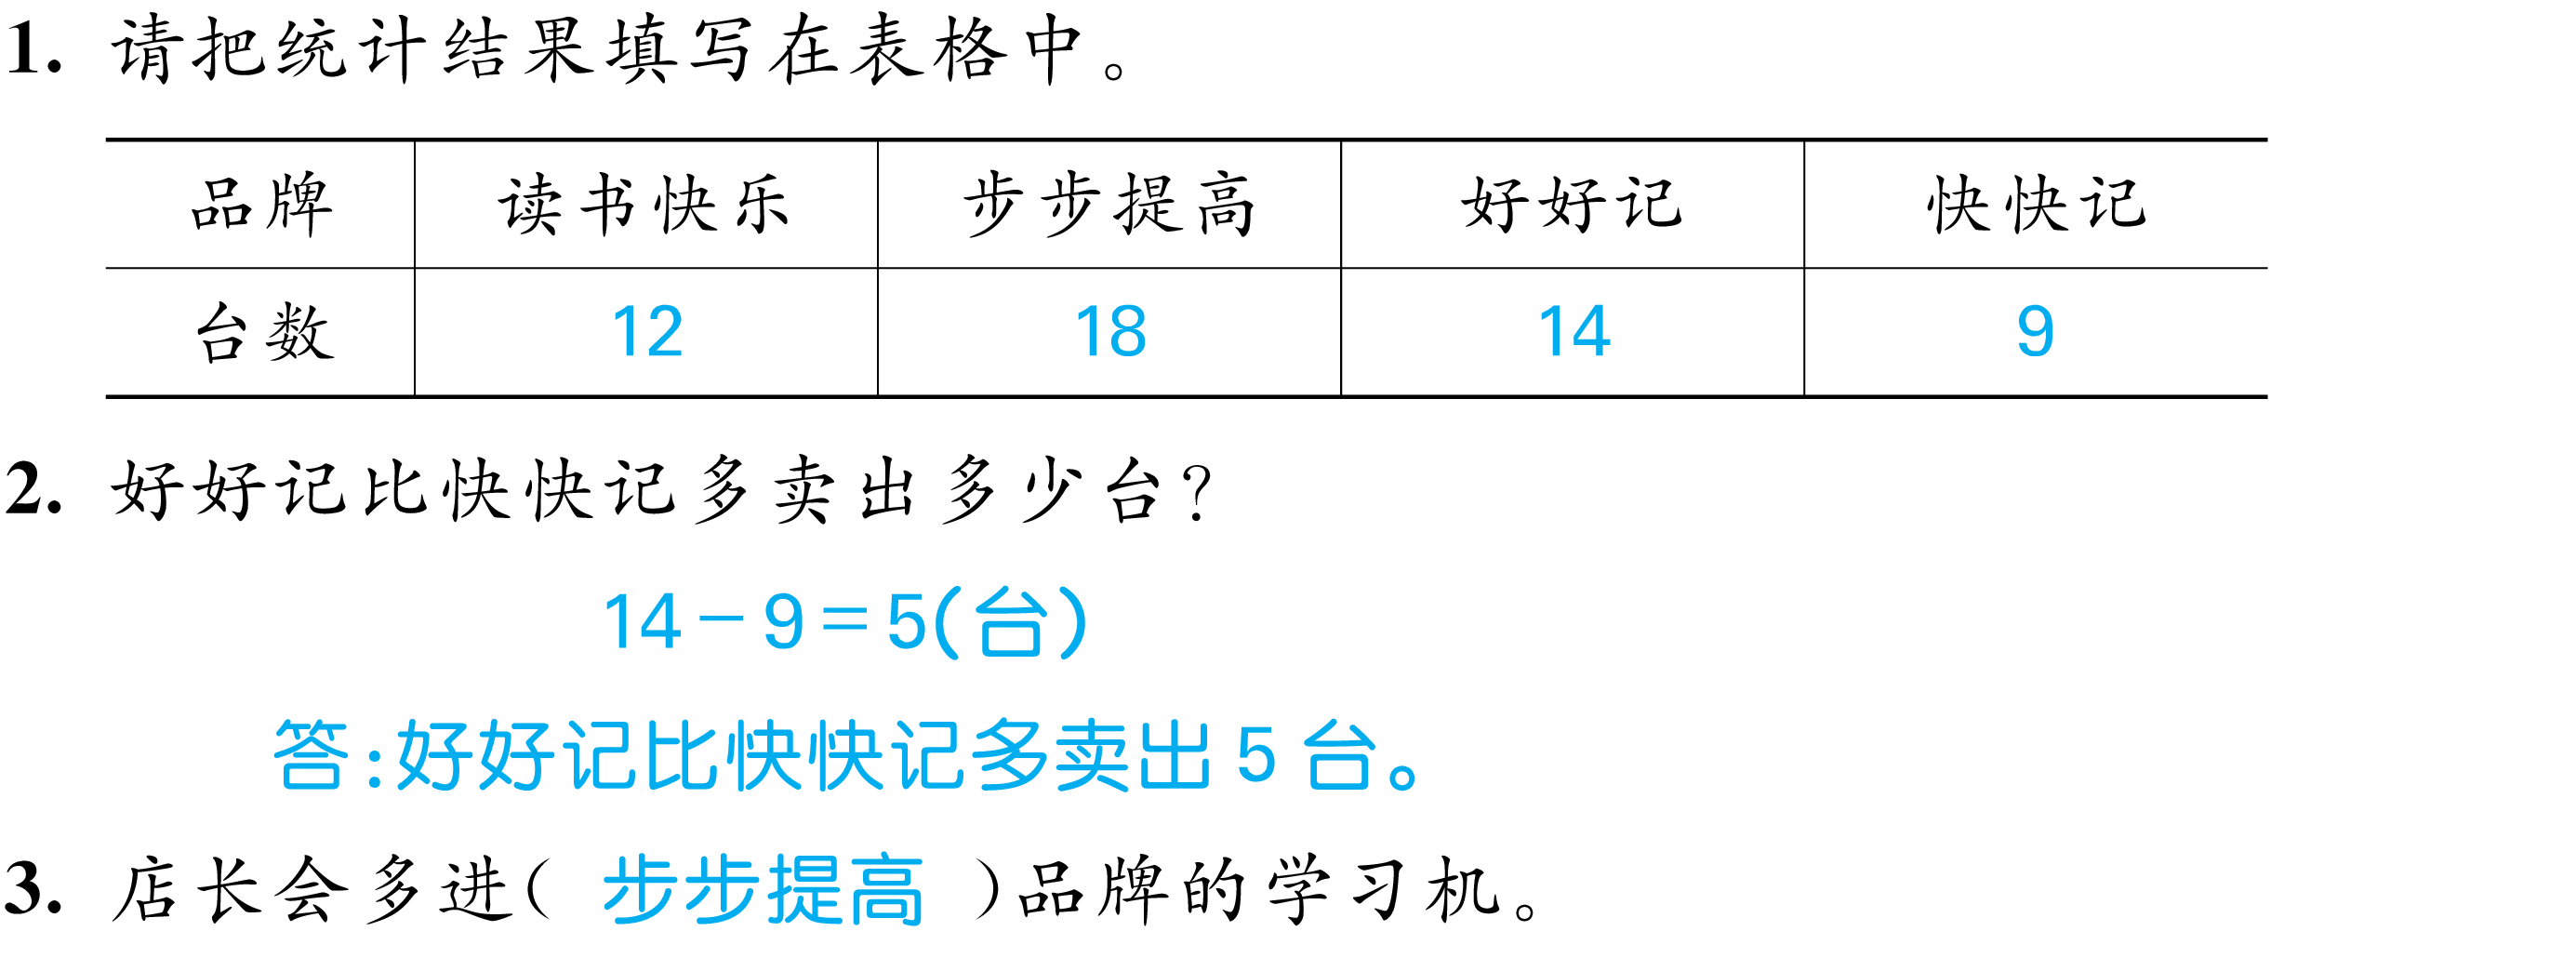 1. 请把统计结果填写在表格中。
品牌 读书快乐 步步提高 好好记 快快记
台数 12 18 14 9
2. 好好记比快快记多卖出多少台?
14-9=5(台)
答:好好记比快快记多卖出5台。
3. 店长会多进( 步步提高 )品牌的学习机。